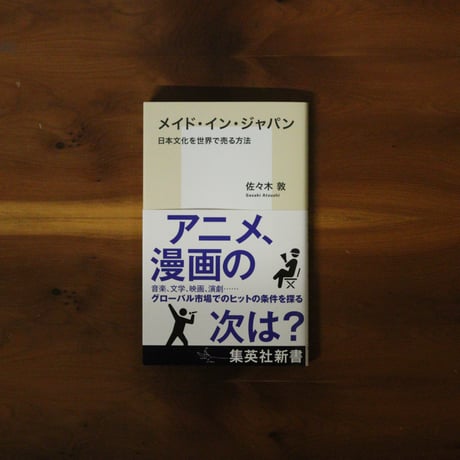 メイド・イン・ジャパン
日本文化を世界で売る方法
佐々木 敦
Sasaki Atsushi
アニメ、
漫画の
音楽、文学、映画、演劇……
グローバル市場でのヒットの条件を探る
次は？
集英社新書